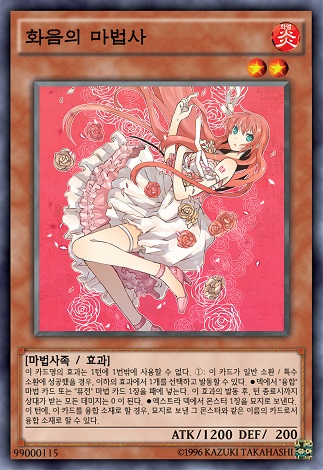 화음의 마법사
화염
炎
[마법사족 / 효과]
이 카드명의 효과는 1턴에 1번밖에 사용할 수 없다. ①: 이 카드가 일반 소환 / 특수
소환에 성공했을 경우, 이하의 효과에서 1개를 선택하고 발동할 수 있다. ●덱에서 "융합"
마법 카드 또는 "퓨전" 마법 카드 1장을 패에 넣는다. 이 효과의 발동 후, 턴 종료시까지
상대가 받는 모든 데미지는 0 이 된다. ●엑스트라 덱에서 몬스터 1장을 묘지로 보낸다.
이 턴에, 이 카드를 융합 소재로 할 경우, 묘지로 보낸 그 몬스터와 같은 이름의 카드로서
융합 소재로 할 수 있다.
ATK/1200 DEF/ 200
99000115
©1996 KAZUKI TAKAHASHI